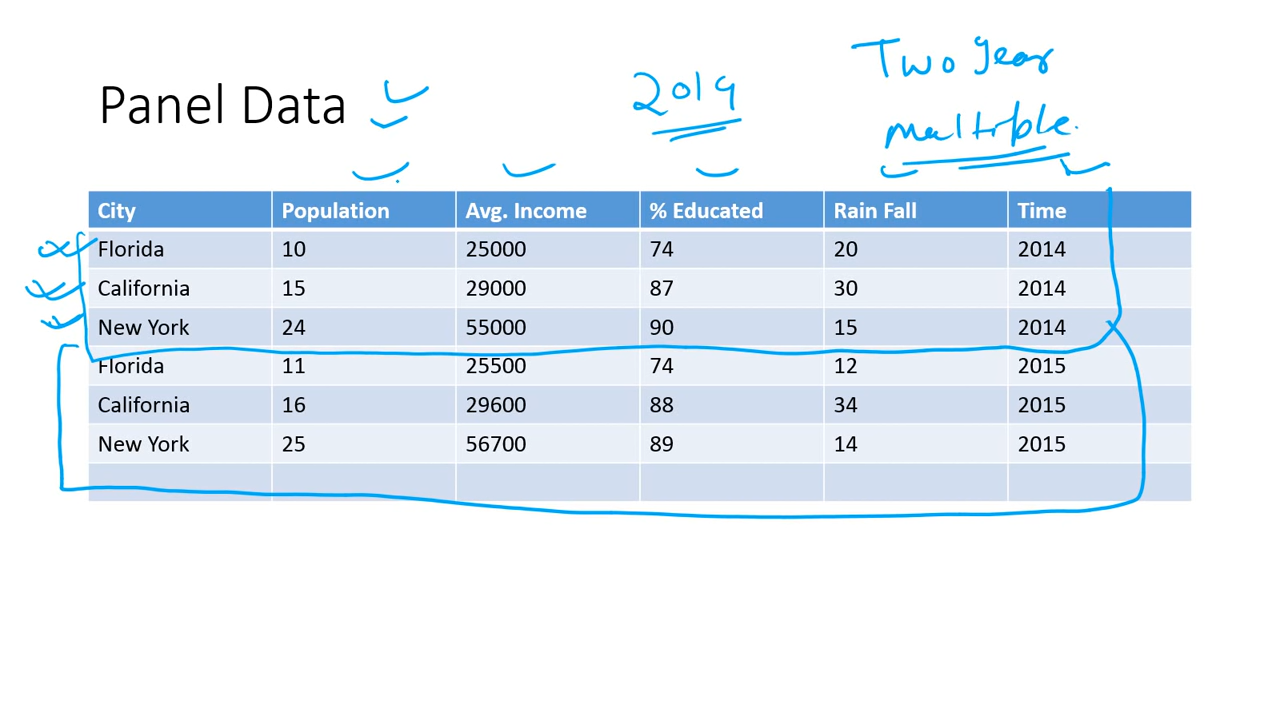 Two Year
Panel Data 2019
multiple.
City Population Avg. Income % Educated Rain Fall Time
Florida 10 25000 74 20 2014
California 15 29000 87 30 2014
New York 24 55000 90 15 2014
Florida 11 25500 74 12 2015
California 16 29600 88 34 2015
New York 25 56700 89 14 2015